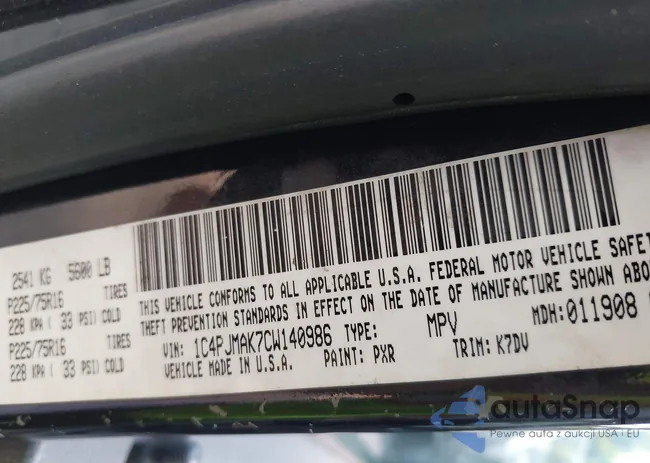 2541 KG 5600 LB
P225/75R16 TIRES
228 KPA ( 33 PSI) COLD
P225/75R16 TIRES
228 KPA ( 33 PSI) COLD
THIS VEHICLE CONFORMS TO ALL APPLICABLE U.S.A. FEDERAL MOTOR VEHICLE SAFET
THEFT PREVENTION STANDARDS IN EFFECT ON THE DATE OF MANUFACTURE SHOWN ABO
VIN: 1C4PJMAK7CW140986 TYPE: MPV MDH: 011908
VEHICLE MADE IN U.S.A. PAINT: PXR TRIM: K7DV
autaSnap
Pewne auta z aukcji USA i EU